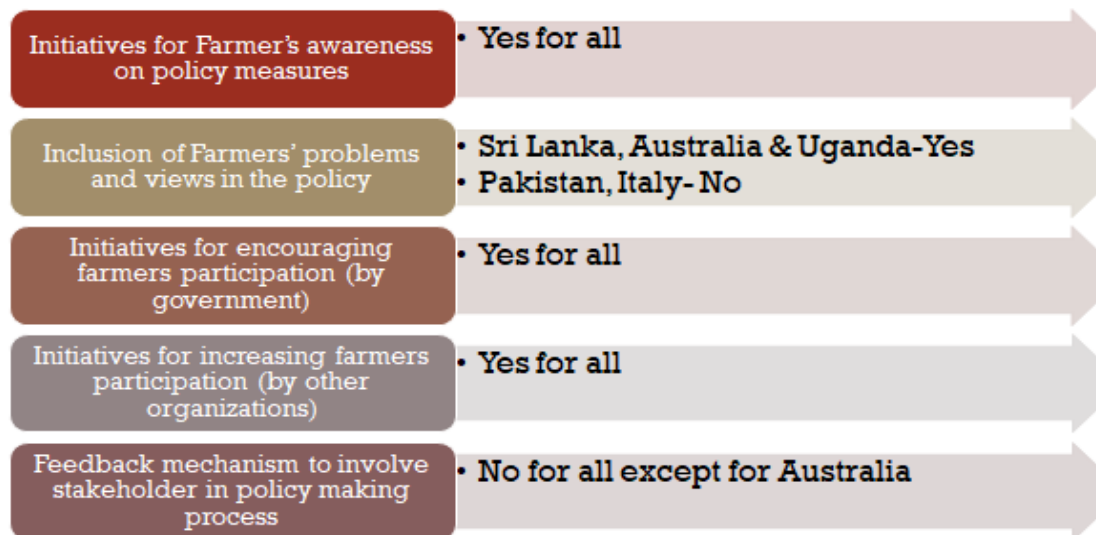 Initiatives for Farmer's awareness
on policy measures
• Yes for all
Inclusion of Farmers' problems
and views in the policy
• Sri Lanka, Australia & Uganda-Yes
• Pakistan, Italy- No
Initiatives for encouraging
farmers participation (by
government)
• Yes for all
Initiatives for increasing farmers
participation (by other
organizations)
• Yes for all
Feedback mechanism to involve
stakeholder in policy making
process
• No for all except for Australia